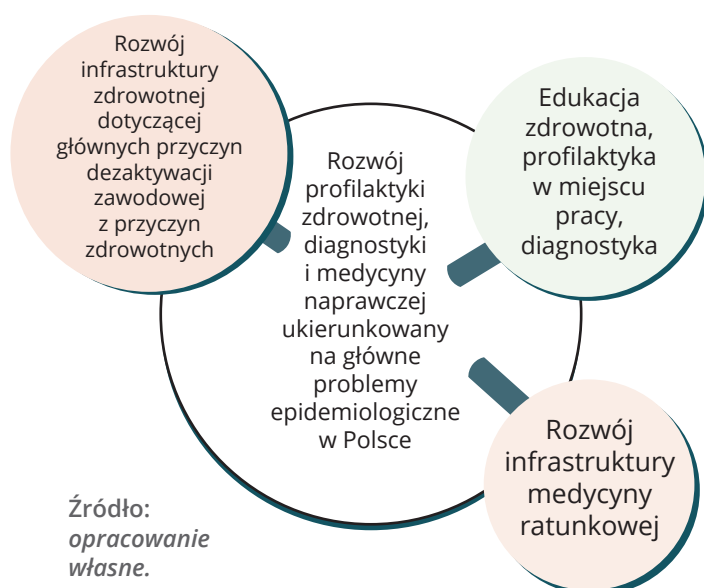 Rozwój
infrastruktury
zdrowotnej
dotyczącej
głównych przyczyn
dezaktywacji
zawodowej
z przyczyn
zdrowotnych
Rozwój
profilaktyki
zdrowotnej,
diagnostyki
i medycyny
naprawczej
ukierunkowany
na główne
problemy
epidemiologiczne
w Polsce
Edukacja
zdrowotna,
profilaktyka
w miejscu
pracy,
diagnostyka
Rozwój
infrastruktury
medycyny
ratunkowej
Źródło:
opracowanie
własne.